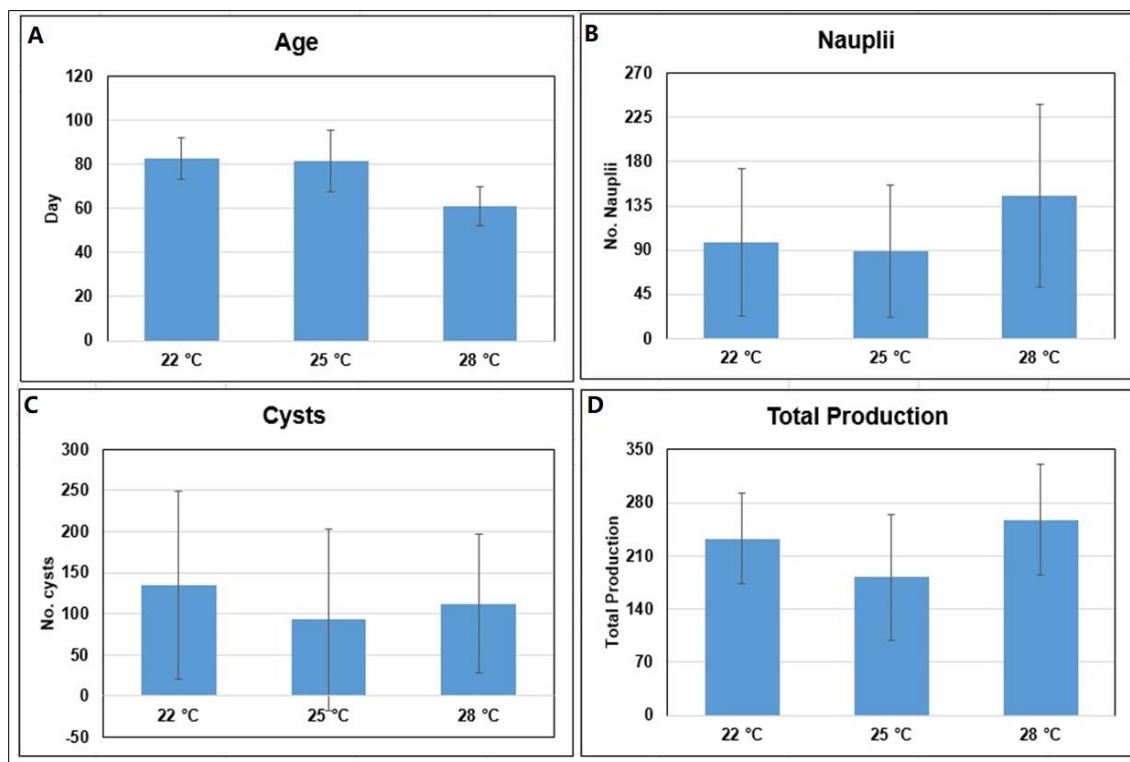 A
Age
120
100
80
60
40
20
0
Day
22 °C 25 °C 28 °C
B
Nauplii
270
225
180
135
90
45
0
No. Nauplii
22 °C 25 °C 28 °C
C
Cysts
300
250
200
150
100
50
0
-50
No. cysts
22 °C 25 °C 28 °C
D
Total Production
350
280
210
140
70
0
Total Production
22 °C 25 °C 28 °C